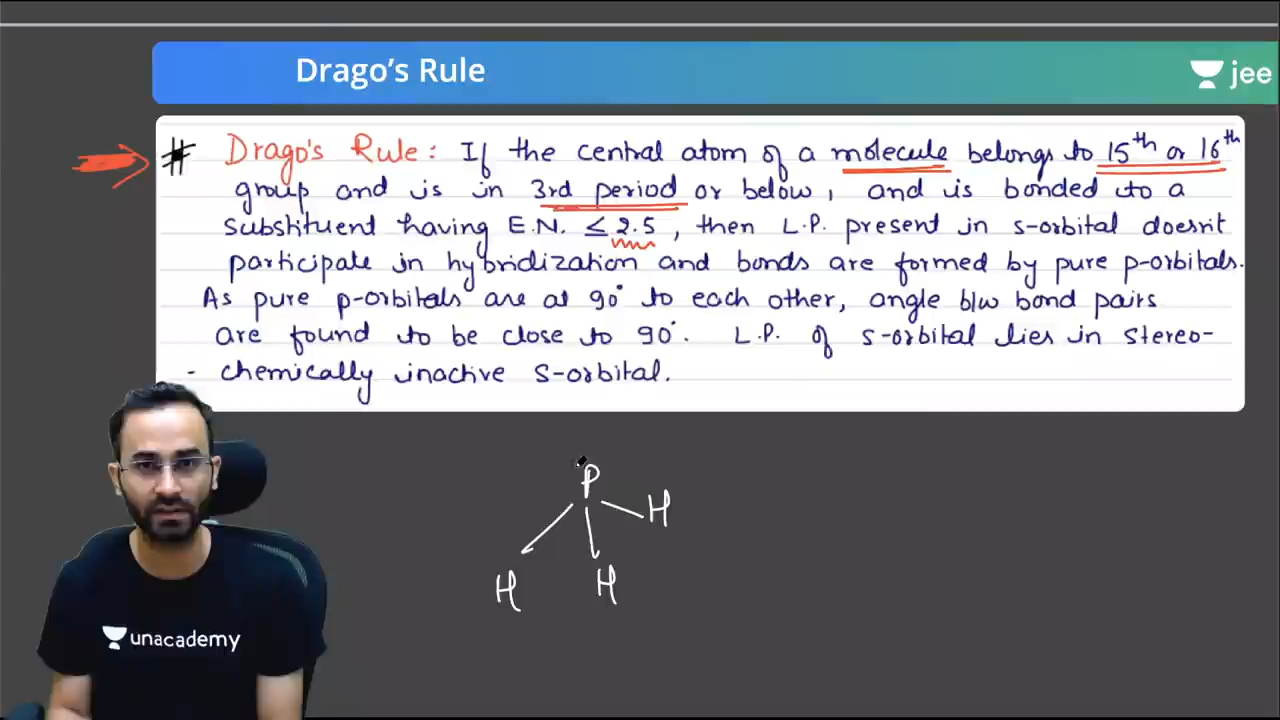 Drago's Rule
jee
# Drago's Rule: If the central atom of a molecule belongs to 15th or 16th
group and is in 3rd period or below, and is bonded to a
substituent having E.N. ≤ 2.5, then L.P. present in s-orbital doesn't
participate in hybridization and bonds are formed by pure p-orbitals.
As pure p-orbitals are at 90° to each other, angle b/w bond pairs
are found to be close to 90°. L.P. of s-orbital lies in stereo-
- chemically inactive s-orbital.
P
H
H H
unacademy